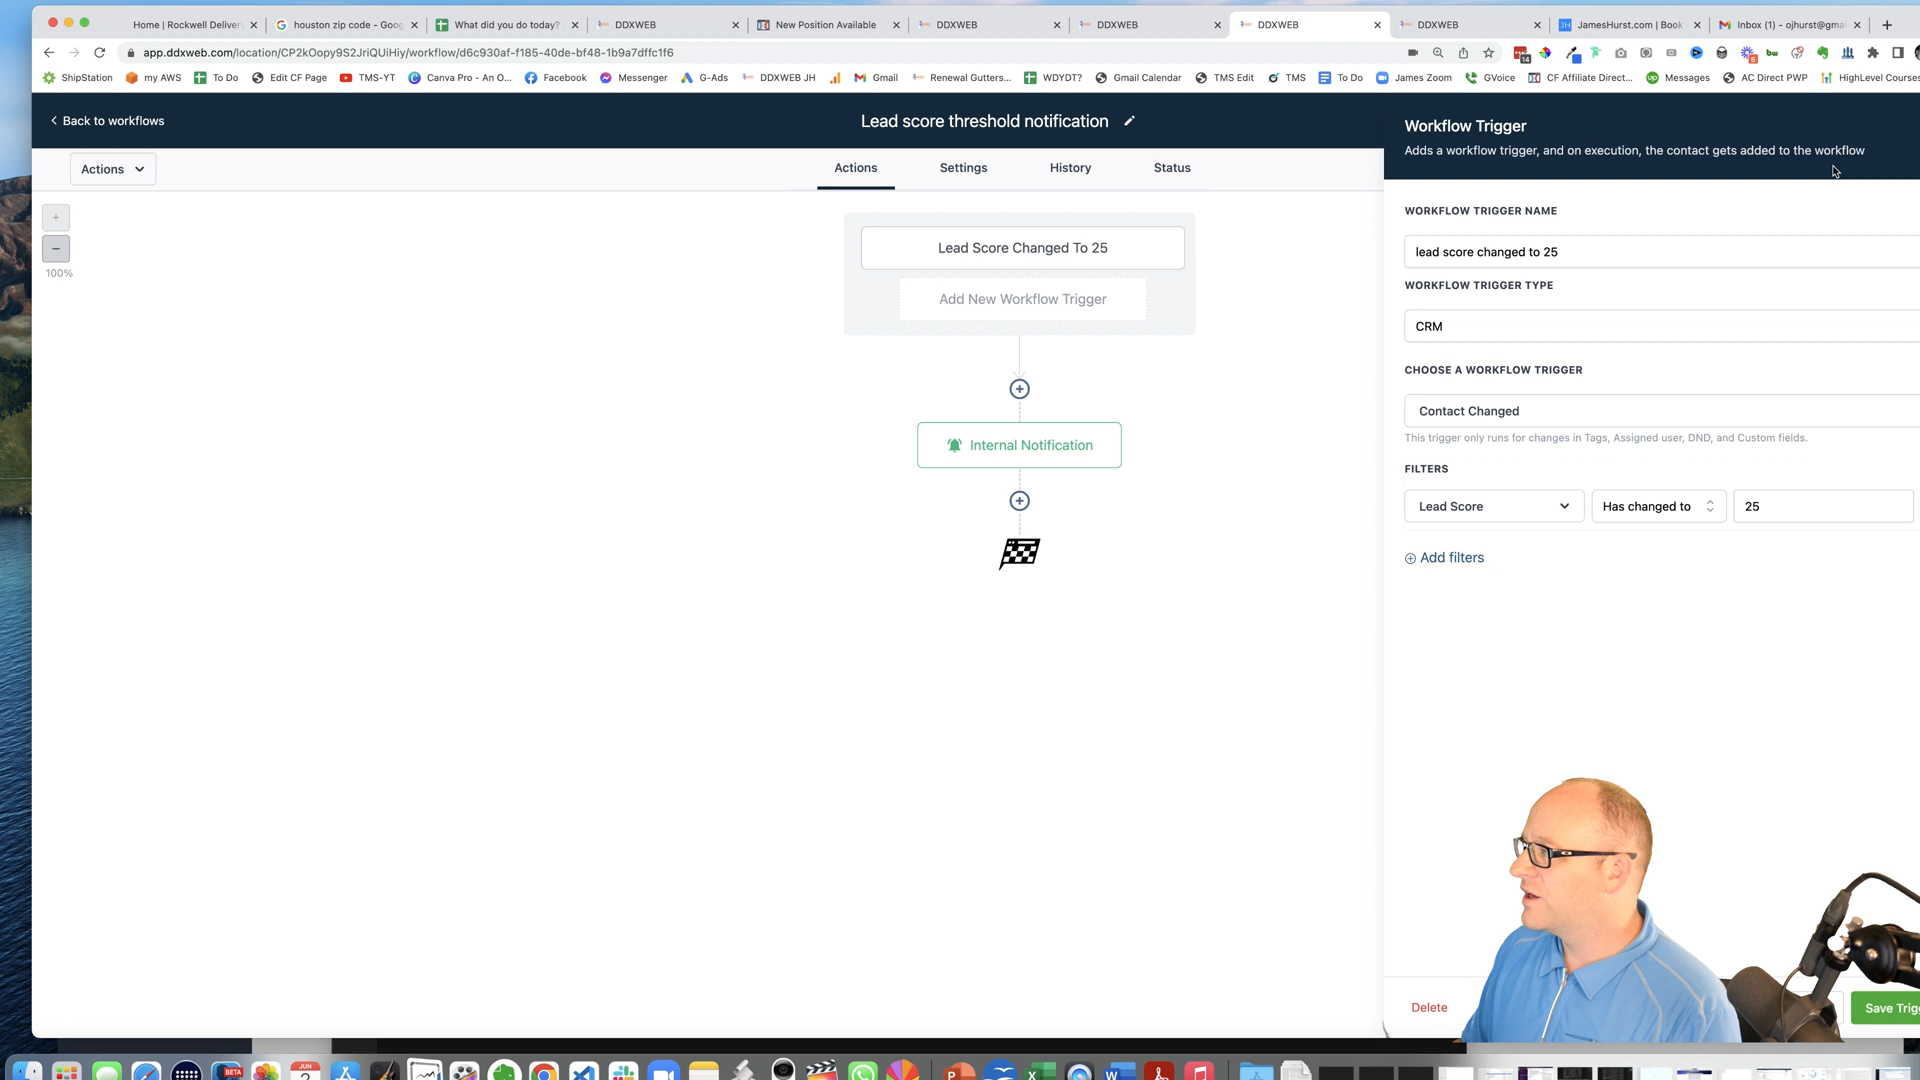 Home | Rockwell Delivery
houston zip code - Goog
What did you do today?
DDXWEB
New Position Available
DDXWEB
DDXWEB
DDXWEB
DDXWEB
JamesHurst.com | Book
Inbox (1) - ojhurst@gma
app.ddxweb.com/location/CP2kOopy9S2JriQUiHiy/workflow/d6c930af-f185-40de-bf48-1b9a7dffc1f6
ShipStation
my AWS
To Do
Edit CF Page
TMS-YT
Canva Pro - An O...
Facebook
Messenger
G-Ads
DDXWEB JH
Gmail
Renewal Gutters...
WDYDT?
Gmail Calendar
TMS Edit
TMS
To Do
James Zoom
GVoice
CF Affiliate Direct...
Messages
AC Direct PWP
HighLevel Courses
Back to workflows
Lead score threshold notification
Workflow Trigger
Adds a workflow trigger, and on execution, the contact gets added to the workflow
Actions
Actions
Settings
History
Status
+
−
100%
Lead Score Changed To 25
Add New Workflow Trigger
Internal Notification
WORKFLOW TRIGGER NAME
lead score changed to 25
WORKFLOW TRIGGER TYPE
CRM
CHOOSE A WORKFLOW TRIGGER
Contact Changed
This trigger only runs for changes in Tags, Assigned user, DND, and Custom fields.
FILTERS
Lead Score
Has changed to
25
Add filters
Delete
Save Trigg
BETA
JUN
2